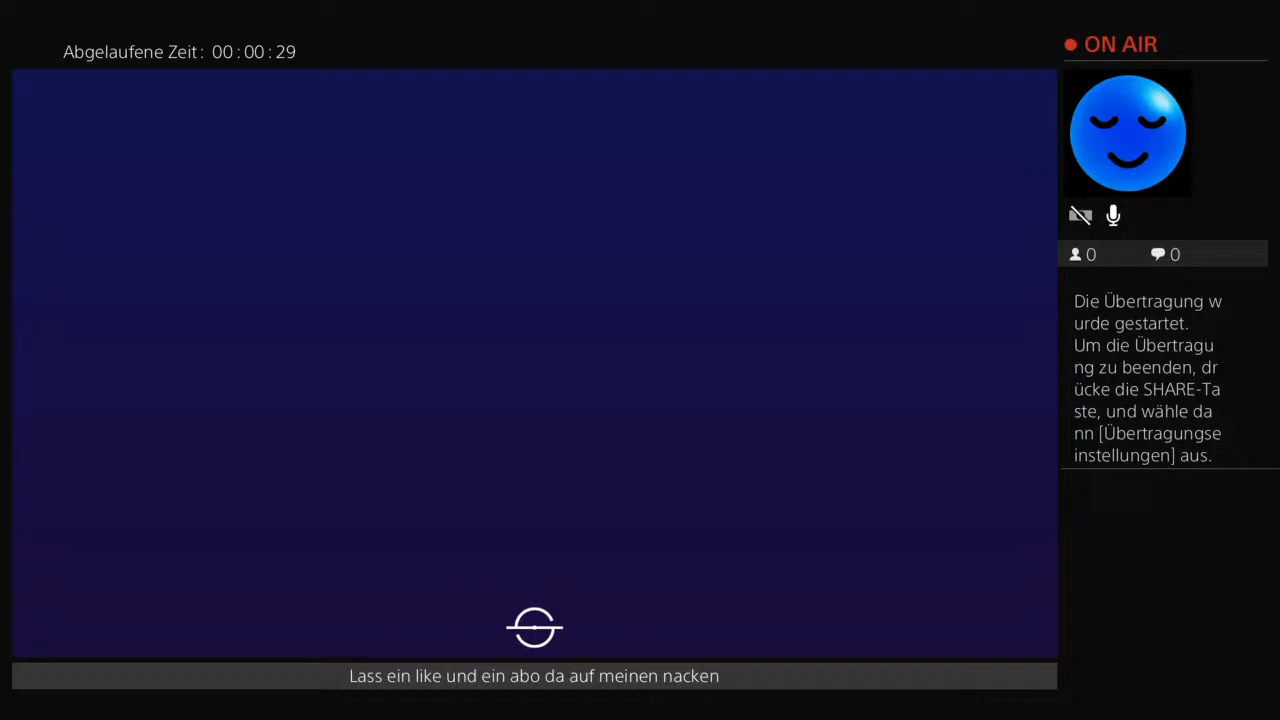 Abgelaufene Zeit: 00:00:29
ON AIR
0 0
Die Übertragung w
urde gestartet.
Um die Übertragu
ng zu beenden, dr
ücke die SHARE-Ta
ste, und wähle da
nn [Übertragungse
instellungen] aus.
Lass ein like und ein abo da auf meinen nacken